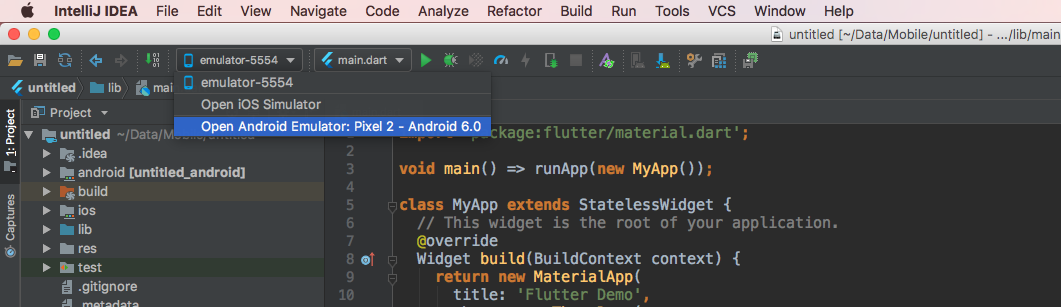 IntelliJ IDEA File Edit View Navigate Code Analyze Refactor Build Run Tools VCS Window Help
untitled [~/Data/Mobile/untitled] - .../lib/main
emulator-5554 main.dart
untitled lib mai
emulator-5554
Open iOS Simulator
Open Android Emulator: Pixel 2 - Android 6.0
1: Project
Captures
Project
untitled ~/Data/Mobile/untitled
.idea
android [untitled_android]
build
ios
lib
res
test
.gitignore
.metadata
1 import 'package:flutter/material.dart';
2
3 void main() => runApp(new MyApp());
4
5 class MyApp extends StatelessWidget {
6 // This widget is the root of your application.
7 @override
8 Widget build(BuildContext context) {
9 return new MaterialApp(
10 title: 'Flutter Demo',